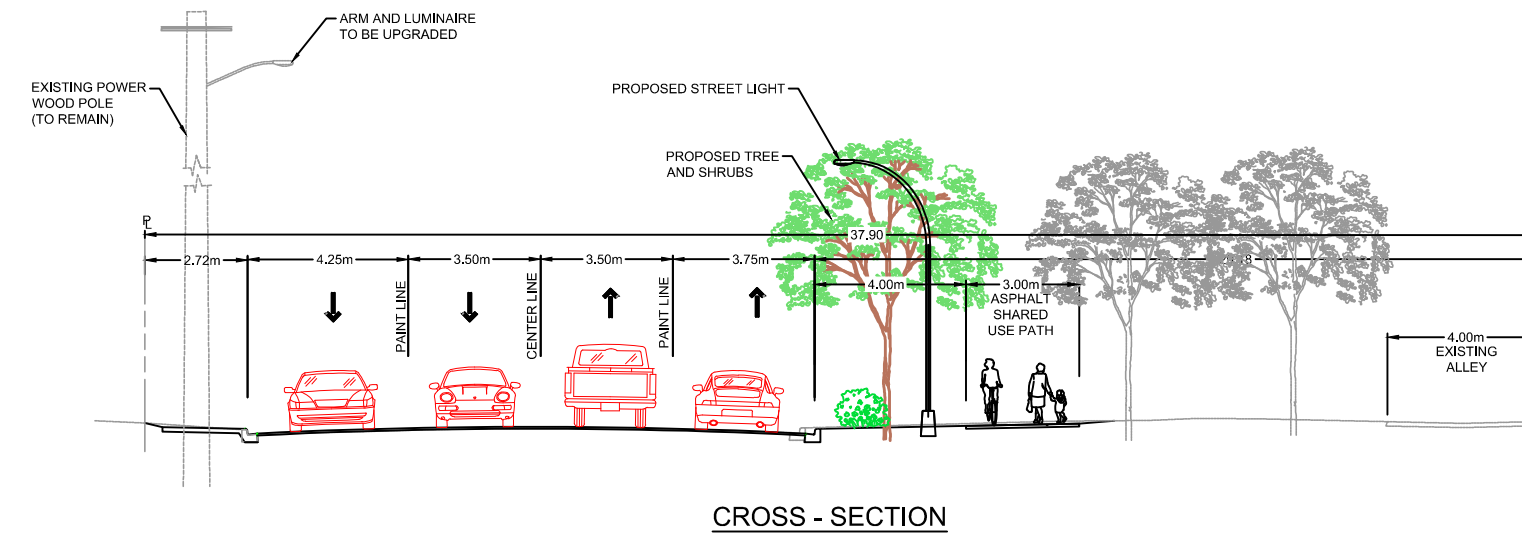 ARM AND LUMINAIRE
TO BE UPGRADED
EXISTING POWER
WOOD POLE
(TO REMAIN)
PROPOSED STREET LIGHT
PROPOSED TREE
AND SHRUBS
37.90
2.72m
4.25m
3.50m
3.50m
3.75m
4.00m
3.00m
ASPHALT
SHARED
USE PATH
PAINT LINE
CENTER LINE
PAINT LINE
4.00m
EXISTING
ALLEY
CROSS - SECTION